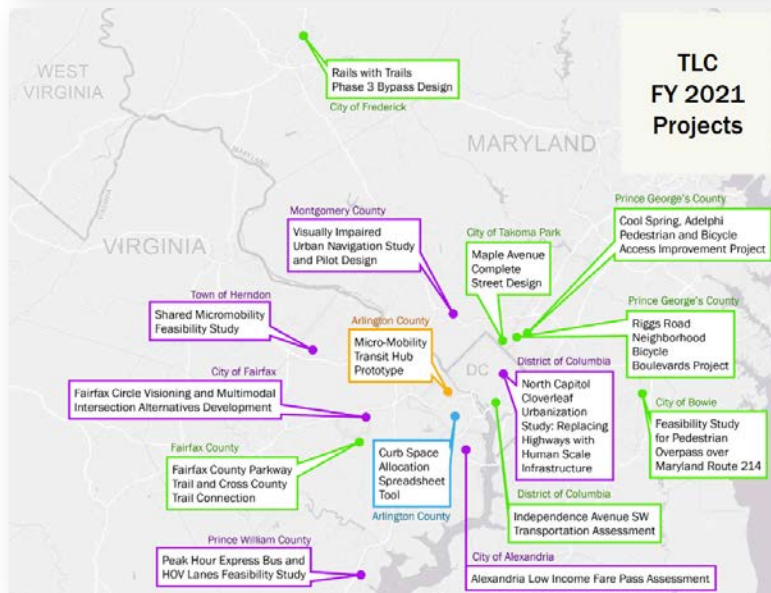 TLC
FY 2021
Projects
WEST
VIRGINIA
MARYLAND
VIRGINIA
DC
MARYLAND
VIRGINIA
Rails with Trails
Phase 3 Bypass Design
City of Frederick
Montgomery County
Visually Impaired
Urban Navigation Study
and Pilot Design
City of Takoma Park
Maple Avenue
Complete
Street Design
Prince George's County
Cool Spring, Adelphi
Pedestrian and Bicycle
Access Improvement Project
Town of Herndon
Shared Micromobility
Feasibility Study
Arlington County
Micro-Mobility
Transit Hub
Prototype
Prince George's County
Riggs Road
Neighborhood
Bicycle
Boulevards Project
City of Fairfax
Fairfax Circle Visioning and Multimodal
Intersection Alternatives Development
District of Columbia
North Capitol
Cloverleaf
Urbanization
Study: Replacing
Highways with
Human Scale
Infrastructure
City of Bowie
Feasibility Study
for Pedestrian
Overpass over
Maryland Route 214
Fairfax County
Fairfax County Parkway
Trail and Cross County
Trail Connection
Curb Space
Allocation
Spreadsheet
Tool
Arlington County
District of Columbia
Independence Avenue SW
Transportation Assessment
Prince William County
Peak Hour Express Bus and
HOV Lanes Feasibility Study
City of Alexandria
Alexandria Low Income Fare Pass Assessment